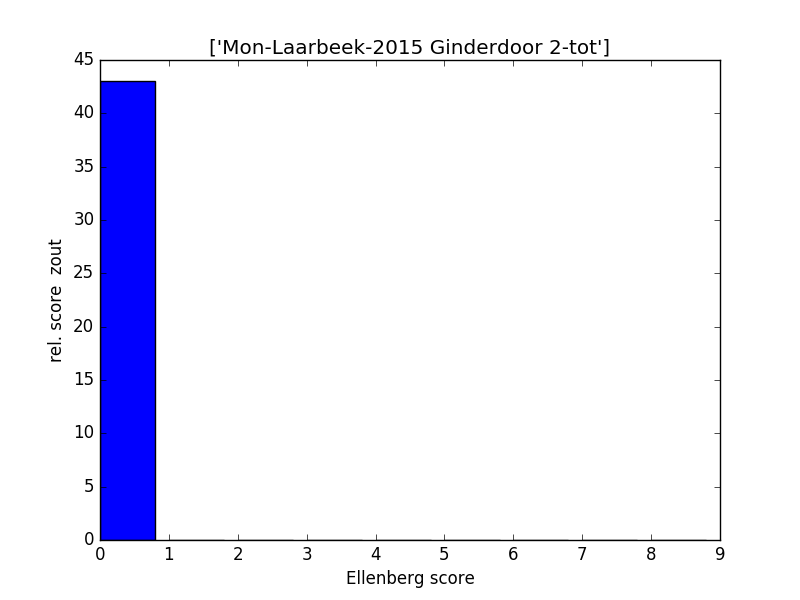 ['Mon-Laarbeek-2015 Ginderdoor 2-tot']
45
40
35
30
25
20
15
10
5
0
rel. score  zout
0 1 2 3 4 5 6 7 8 9
Ellenberg score